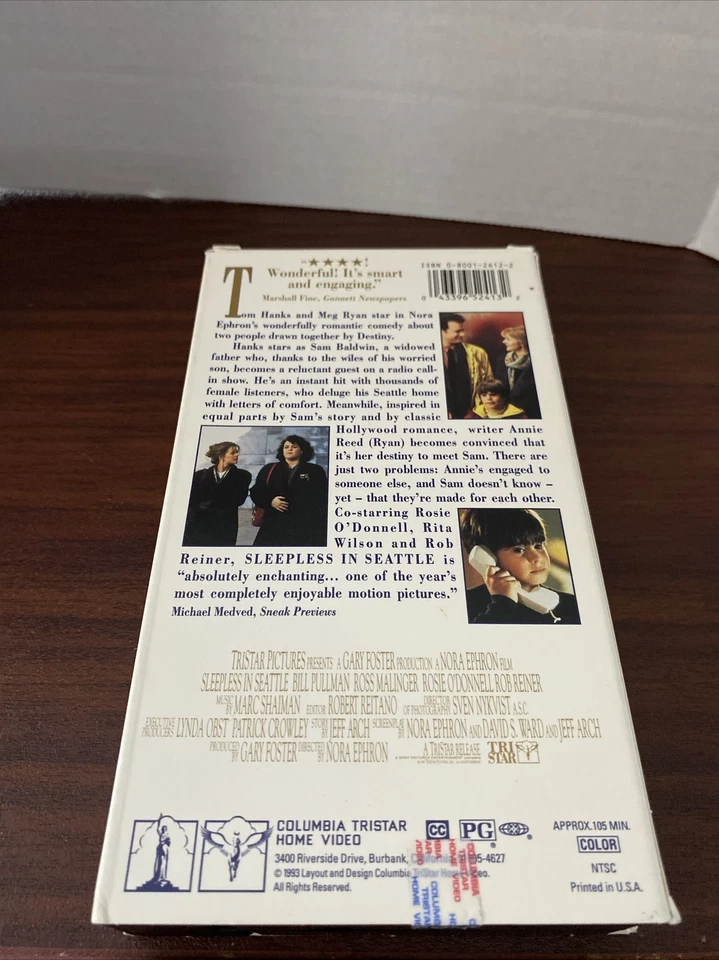 "★★★★!
Wonderful! It's smart
and engaging."
Marshall Fine, Gannett Newspapers
ISBN 0-8001-2613-2
0 43396 52413 2
Tom Hanks and Meg Ryan star in Nora
Ephron's wonderfully romantic comedy about
two people drawn together by Destiny.
Hanks stars as Sam Baldwin, a widowed
father who, thanks to the wiles of his worried
son, becomes a reluctant guest on a radio call-
in show. He's an instant hit with thousands of
female listeners, who deluge his Seattle home
with letters of comfort. Meanwhile, inspired in
equal parts by Sam's story and by classic
Hollywood romance, writer Annie
Reed (Ryan) becomes convinced that
it's her destiny to meet Sam. There are
just two problems: Annie's engaged to
someone else, and Sam doesn't know –
yet – that they're made for each other.
Co-starring Rosie
O'Donnell, Rita
Wilson and Rob
Reiner, SLEEPLESS IN SEATTLE is
"absolutely enchanting... one of the year's
most completely enjoyable motion pictures."
Michael Medved, Sneak Previews
TRISTAR PICTURES PRESENTS A GARY FOSTER PRODUCTION A NORA EPHRON FILM
SLEEPLESS IN SEATTLE BILL PULLMAN ROSS MALINGER ROSIE O'DONNELL ROB REINER
MUSIC BY MARC SHAIMAN EDITOR ROBERT REITANO DIRECTOR OF PHOTOGRAPHY SVEN NYKVIST A.S.C.
EXECUTIVE PRODUCERS LYNDA OBST PATRICK CROWLEY STORY BY JEFF ARCH SCREENPLAY BY NORA EPHRON AND DAVID S. WARD AND JEFF ARCH
PRODUCED BY GARY FOSTER DIRECTED BY NORA EPHRON A TRISTAR RELEASE TRI STAR
COLUMBIA TRISTAR
HOME VIDEO
3400 Riverside Drive, Burbank, California
© 1993 Layout and Design Columbia TriStar Home Video.
All Rights Reserved.
CC PG
APPROX.105 MIN.
COLOR
NTSC
Printed in U.S.A.